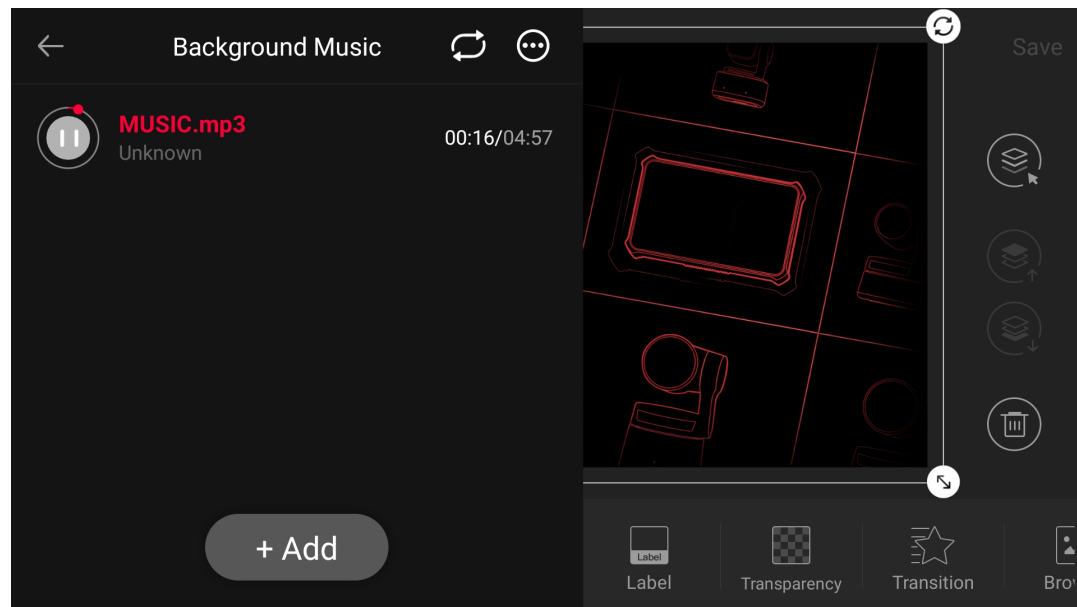 Background Music
Save
MUSIC.mp3
Unknown
00:16/04:57
+ Add
Label
Label
Transparency
Transition